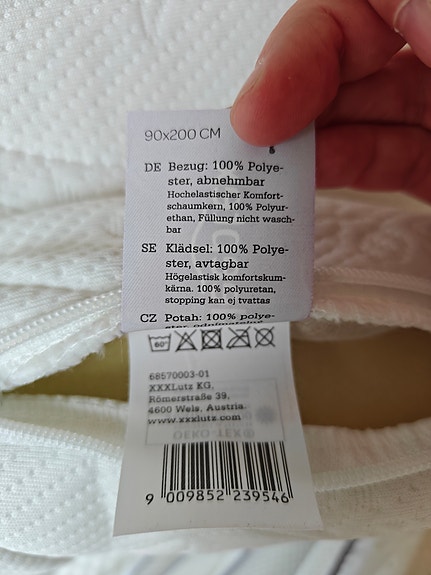 90x200 CM
DE Bezug: 100% Polye-
ster, abnehmbar
Hochelastischer Komfort-
schaumkern, 100% Polyur-
ethan, Füllung nicht wasch-
bar
SE Klädsel: 100% Polye-
ster, avtagbar
Högelastisk komfortskum-
kärna. 100% polyuretan,
stopping kan ej tvattas
CZ Potah: 100% polye-
ster, odnímatelný
60°
68570003-01
XXXLutz KG,
Römerstraße 39,
4600 Wels, Austria
www.xxxlutz.com
OEKO-TEX®
9 009852 239546